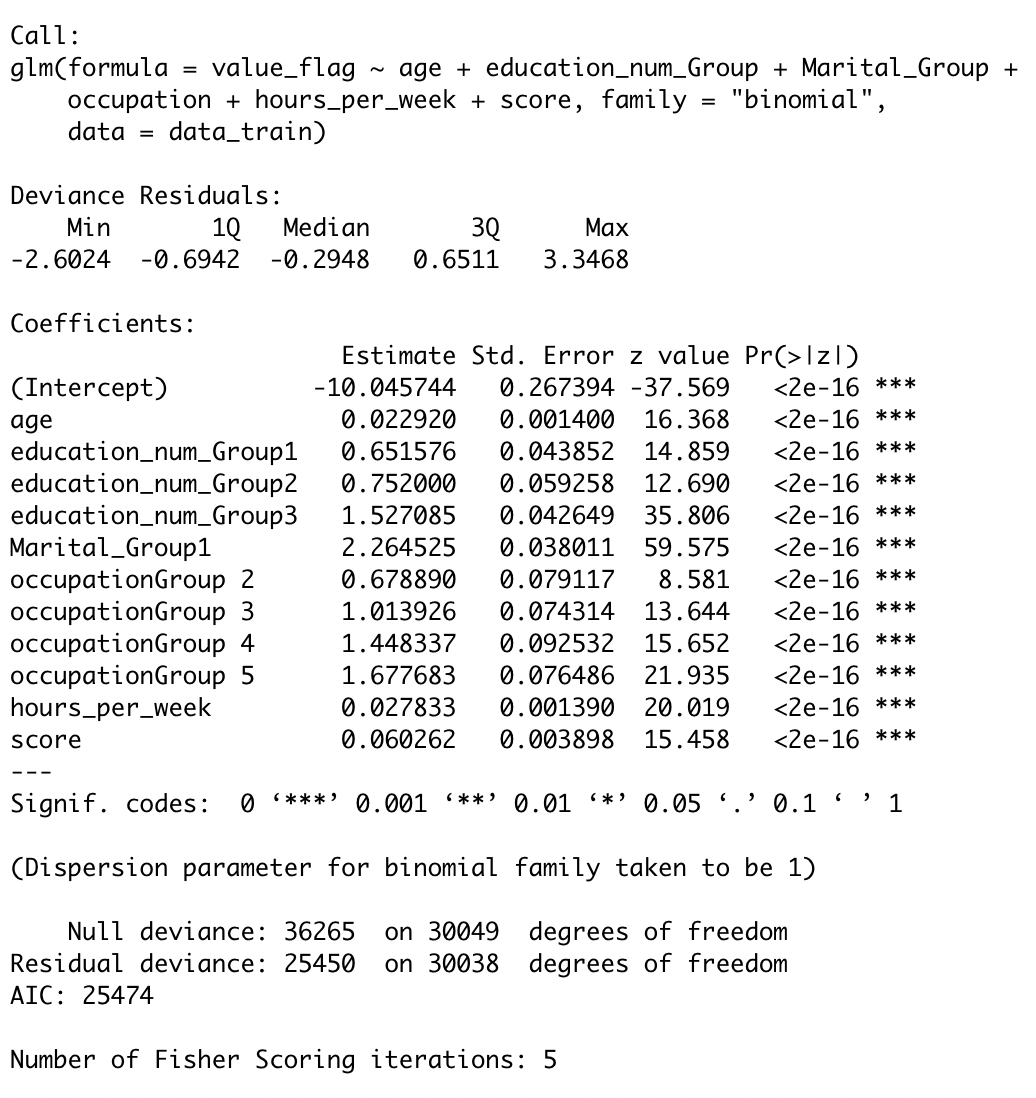 Call:
glm(formula = value_flag ~ age + education_num_Group + Marital_Group +
    occupation + hours_per_week + score, family = "binomial",
    data = data_train)
Deviance Residuals:
    Min       1Q   Median       3Q      Max
-2.6024  -0.6942  -0.2948   0.6511   3.3468
Coefficients:
                       Estimate Std. Error z value Pr(>|z|)
(Intercept)          -10.045744   0.267394 -37.569   <2e-16 ***
age                    0.022920   0.001400  16.368   <2e-16 ***
education_num_Group1   0.651576   0.043852  14.859   <2e-16 ***
education_num_Group2   0.752000   0.059258  12.690   <2e-16 ***
education_num_Group3   1.527085   0.042649  35.806   <2e-16 ***
Marital_Group1         2.264525   0.038011  59.575   <2e-16 ***
occupationGroup 2      0.678890   0.079117   8.581   <2e-16 ***
occupationGroup 3      1.013926   0.074314  13.644   <2e-16 ***
occupationGroup 4      1.448337   0.092532  15.652   <2e-16 ***
occupationGroup 5      1.677683   0.076486  21.935   <2e-16 ***
hours_per_week         0.027833   0.001390  20.019   <2e-16 ***
score                  0.060262   0.003898  15.458   <2e-16 ***
---
Signif. codes:  0 ‘***’ 0.001 ‘**’ 0.01 ‘*’ 0.05 ‘.’ 0.1 ‘ ’ 1
(Dispersion parameter for binomial family taken to be 1)
    Null deviance: 36265  on 30049  degrees of freedom
Residual deviance: 25450  on 30038  degrees of freedom
AIC: 25474
Number of Fisher Scoring iterations: 5